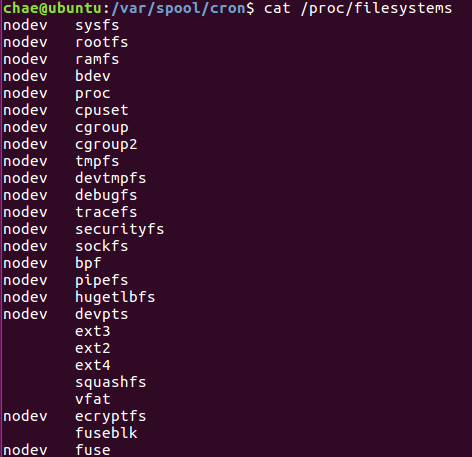 chae@ubuntu:/var/spool/cron$ cat /proc/filesystems
nodev   sysfs
nodev   rootfs
nodev   ramfs
nodev   bdev
nodev   proc
nodev   cpuset
nodev   cgroup
nodev   cgroup2
nodev   tmpfs
nodev   devtmpfs
nodev   debugfs
nodev   tracefs
nodev   securityfs
nodev   sockfs
nodev   bpf
nodev   pipefs
nodev   hugetlbfs
nodev   devpts
        ext3
        ext2
        ext4
        squashfs
        vfat
nodev   ecryptfs
        fuseblk
nodev   fuse